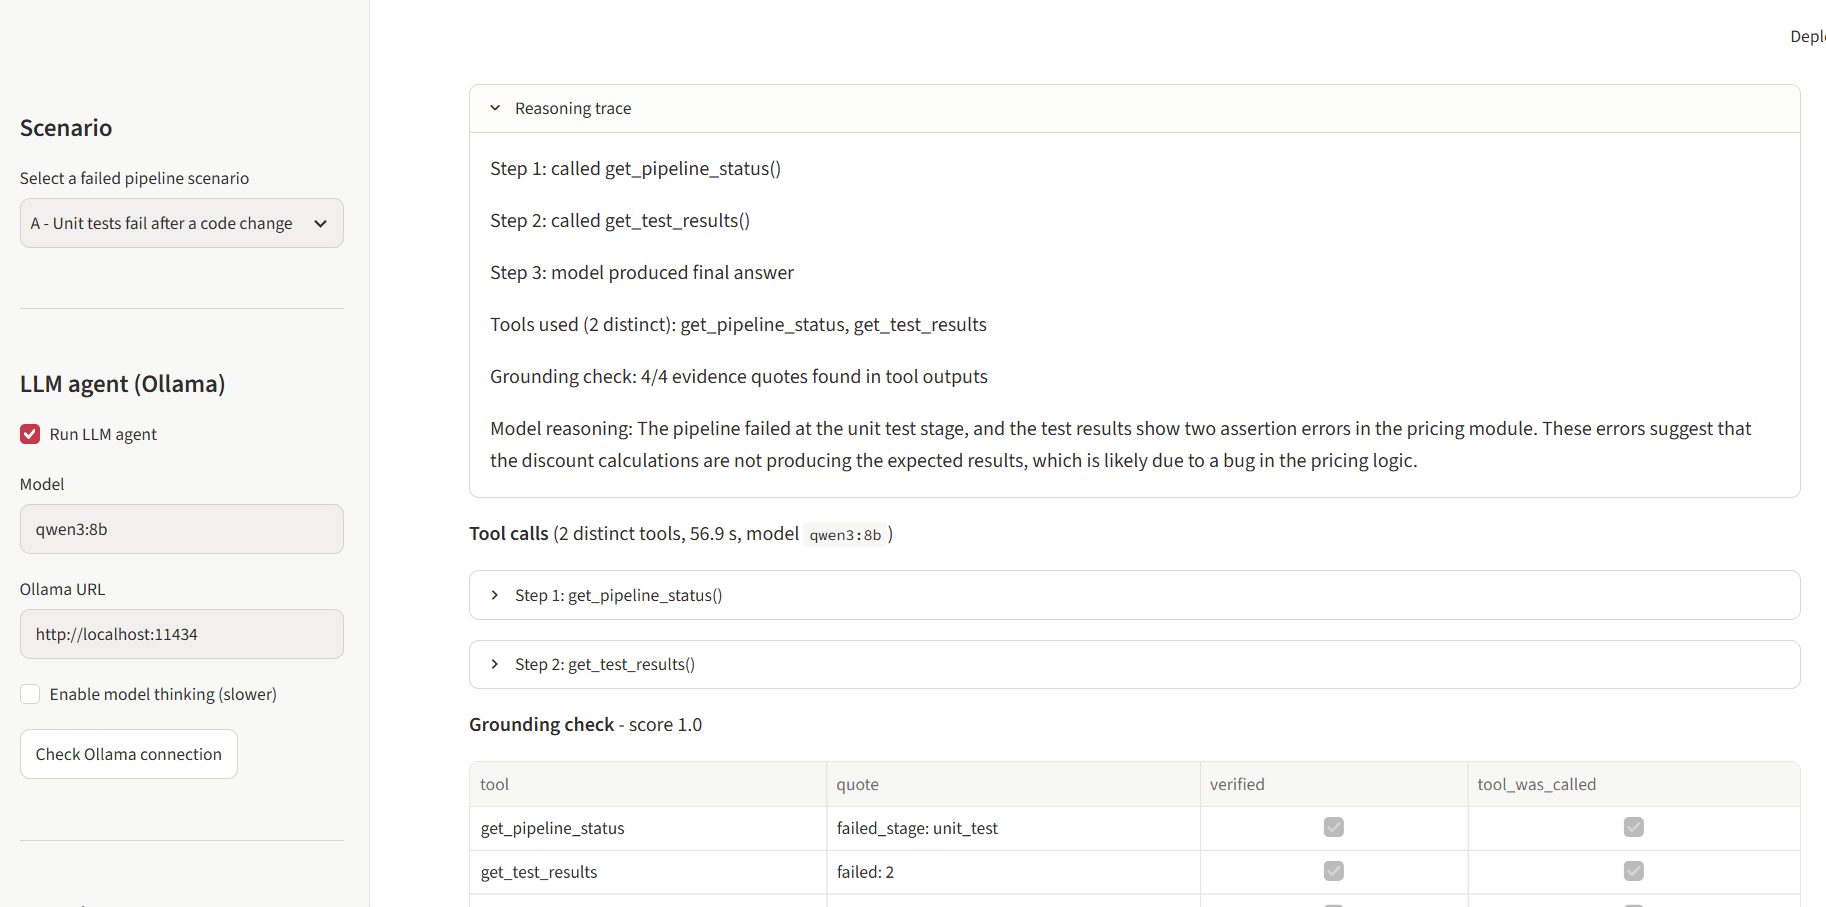 Deplo
Scenario
Select a failed pipeline scenario
A - Unit tests fail after a code change
LLM agent (Ollama)
Run LLM agent
Model
qwen3:8b
Ollama URL
http://localhost:11434
Enable model thinking (slower)
Check Ollama connection
Reasoning trace
Step 1: called get_pipeline_status()
Step 2: called get_test_results()
Step 3: model produced final answer
Tools used (2 distinct): get_pipeline_status, get_test_results
Grounding check: 4/4 evidence quotes found in tool outputs
Model reasoning: The pipeline failed at the unit test stage, and the test results show two assertion errors in the pricing module. These errors suggest that
the discount calculations are not producing the expected results, which is likely due to a bug in the pricing logic.
Tool calls (2 distinct tools, 56.9 s, model qwen3:8b )
Step 1: get_pipeline_status()
Step 2: get_test_results()
Grounding check - score 1.0
tool quote verified tool_was_called
get_pipeline_status failed_stage: unit_test
get_test_results failed: 2